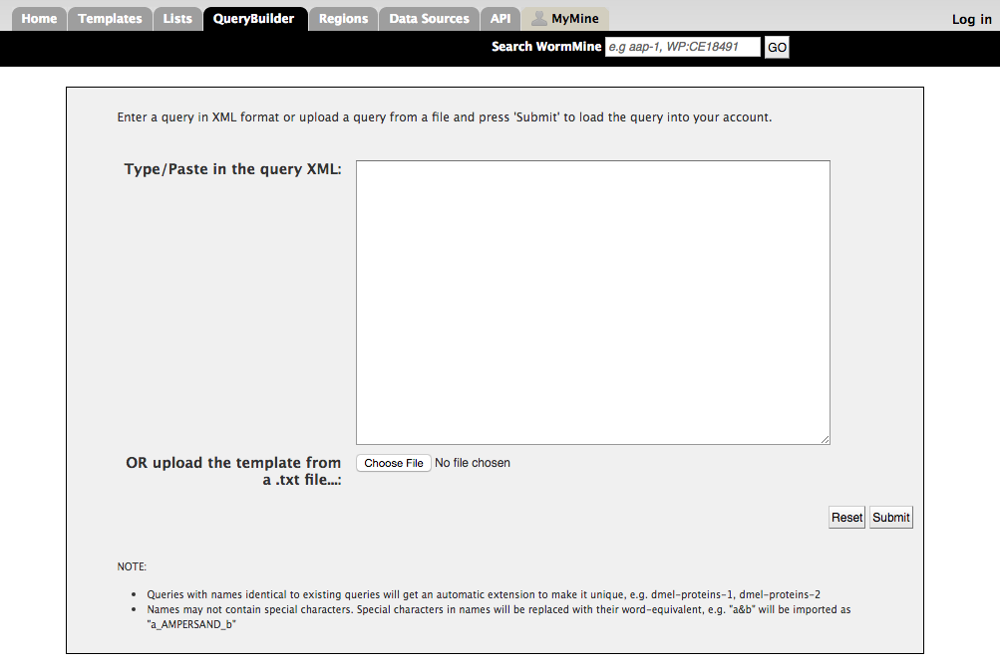 Home Templates Lists QueryBuilder Regions Data Sources API MyMine Log in
Search WormMine e.g aap-1, WP:CE18491 GO
Enter a query in XML format or upload a query from a file and press 'Submit' to load the query into your account.
Type/Paste in the query XML:
OR upload the template from Choose File No file chosen
a .txt file...:
Reset Submit
NOTE:
• Queries with names identical to existing queries will get an automatic extension to make it unique, e.g. dmel-proteins-1, dmel-proteins-2
• Names may not contain special characters. Special characters in names will be replaced with their word-equivalent, e.g. "a&b" will be imported as
"a_AMPERSAND_b"